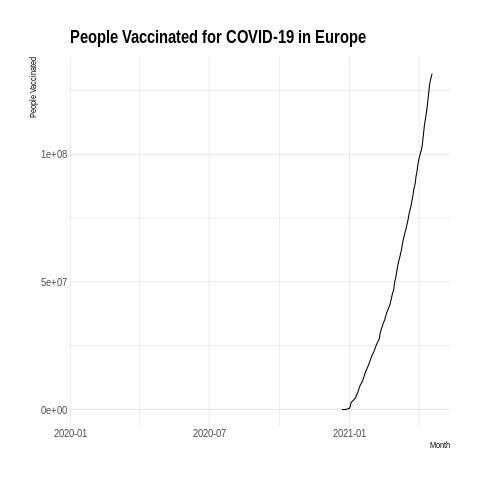 People Vaccinated for COVID-19 in Europe
People Vaccinated
1e+08
5e+07
0e+00
2020-01 2020-07 2021-01
Month